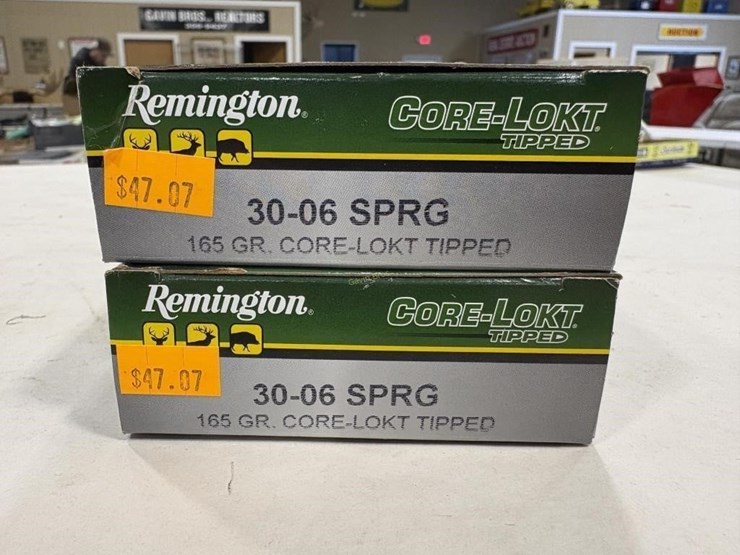 GAVIN BROS. REALTORS
AUCTION
Remington®
CORE-LOKT®
TIPPED
$47.07
30-06 SPRG
165 GR. CORE-LOKT TIPPED
Remington®
CORE-LOKT
TIPPED
$47.07
30-06 SPRG
165 GR. CORE-LOKT TIPPED